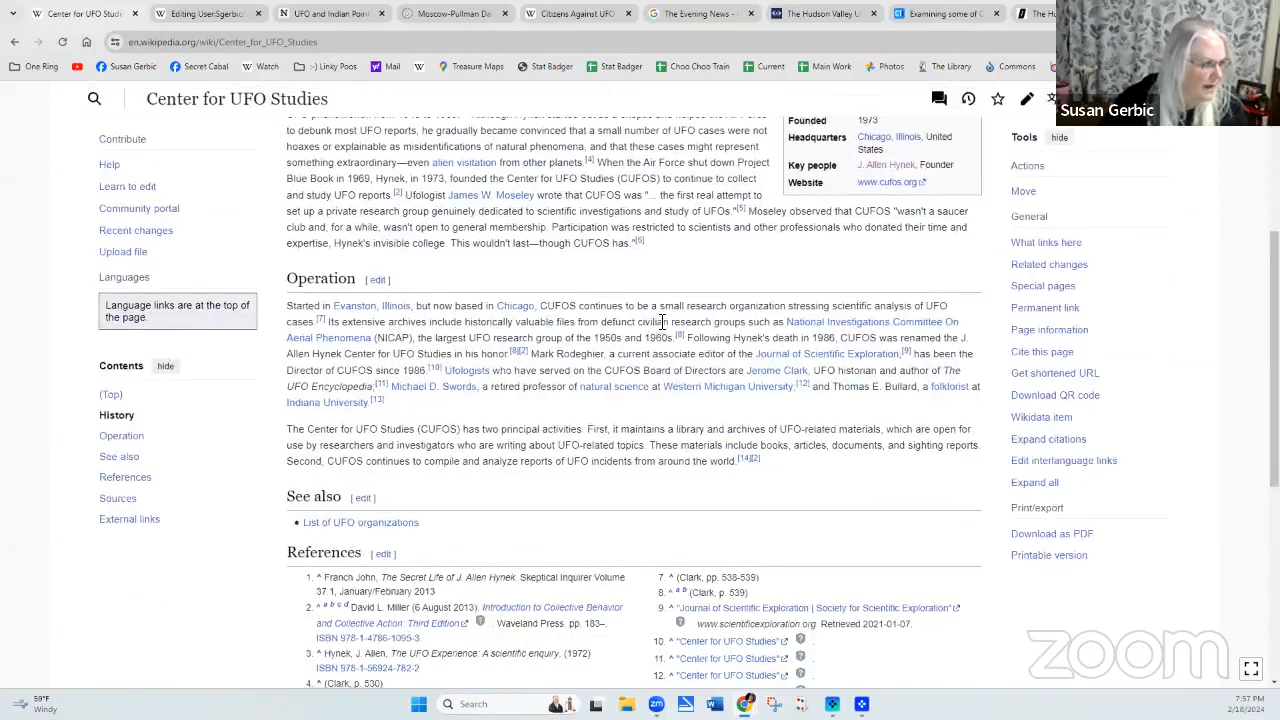 Wikipedia
Editing User:Sgerbic
UFO and Indian Point
Moscow-Pullman Da
Citizens Against UFO
The Evening News -
The Hudson Valley U
Examining some of C
The H
en.wikipedia.org/wiki/Center_for_UFO_Studies
One Ring
Susan Gerbic
Secret Cabal
Watch
:-) Linky Poos
Mail
Treasure Maps
Stat Badger
Stat Badger
Choo Choo Train
Current
Main Work
Photos
The Library
Commons
Susan Gerbic
Center for UFO Studies
Contribute
Help
Learn to edit
Community portal
Recent changes
Upload file
Languages
Language links are at the top of
the page.
Contents hide
(Top)
History
Operation
See also
References
Sources
External links
to debunk most UFO reports, he gradually became convinced that a small number of UFO cases were not
hoaxes or explainable as misidentifications of natural phenomena, and that these cases might represent
something extraordinary—even alien visitation from other planets.[4] When the Air Force shut down Project
Blue Book in 1969, Hynek, in 1973, founded the Center for UFO Studies (CUFOS) to continue to collect
and study UFO reports.[2] Ufologist James W. Moseley wrote that CUFOS was "... the first real attempt to
set up a private research group genuinely dedicated to scientific investigations and study of UFOs."[5] Moseley observed that CUFOS "wasn't a saucer
club and, for a while, wasn't open to general membership. Participation was restricted to scientists and other professionals who donated their time and
expertise, Hynek's invisible college. This wouldn't last—though CUFOS has."[6]
Founded 1973
Headquarters Chicago, Illinois, United
States
Key people J. Allen Hynek, Founder
Website www.cufos.org
Operation [ edit ]
Started in Evanston, Illinois, but now based in Chicago, CUFOS continues to be a small research organization stressing scientific analysis of UFO
cases [7] Its extensive archives include historically valuable files from defunct civilian research groups such as National Investigations Committee On
Aerial Phenomena (NICAP), the largest UFO research group of the 1950s and 1960s.[8] Following Hynek's death in 1986, CUFOS was renamed the J.
Allen Hynek Center for UFO Studies in his honor.[8][2] Mark Rodeghier, a current associate editor of the Journal of Scientific Exploration,[9] has been the
Director of CUFOS since 1986.[10] Ufologists who have served on the CUFOS Board of Directors are Jerome Clark, UFO historian and author of The
UFO Encyclopedia;[11] Michael D. Swords, a retired professor of natural science at Western Michigan University;[12] and Thomas E. Bullard, a folklorist at
Indiana University.[13]
The Center for UFO Studies (CUFOS) has two principal activities. First, it maintains a library and archives of UFO-related materials, which are open for
use by researchers and investigators who are writing about UFO-related topics. These materials include books, articles, documents, and sighting reports.
Second, CUFOS continues to compile and analyze reports of UFO incidents from around the world.[14][2]
See also [ edit ]
• List of UFO organizations
References [ edit ]
1. ^ Franch John, The Secret Life of J. Allen Hynek. Skeptical Inquirer Volume
37.1, January/February 2013
2. ^ a b c d David L. Miller (6 August 2013). Introduction to Collective Behavior
and Collective Action: Third Edition. Waveland Press. pp. 183–.
ISBN 978-1-4786-1095-3
3. ^ Hynek, J. Allen, The UFO Experience: A scientific enquiry. (1972)
ISBN 978-1-56924-782-2
4. ^ (Clark, p. 530)
7. ^ (Clark, pp. 538-539)
8. ^ a b (Clark, p. 539)
9. ^ "Journal of Scientific Exploration | Society for Scientific Exploration"
www.scientificexploration.org. Retrieved 2021-01-07.
10. ^ "Center for UFO Studies" .
11. ^ "Center for UFO Studies" .
12. ^ "Center for UFO Studies" .
Tools hide
Actions
Move
General
What links here
Related changes
Special pages
Permanent link
Page information
Cite this page
Get shortened URL
Download QR code
Wikidata item
Expand citations
Edit interlanguage links
Expand all
Print/export
Download as PDF
Printable version
zoom
59°F
Windy
Search
7:57 PM
2/18/2024